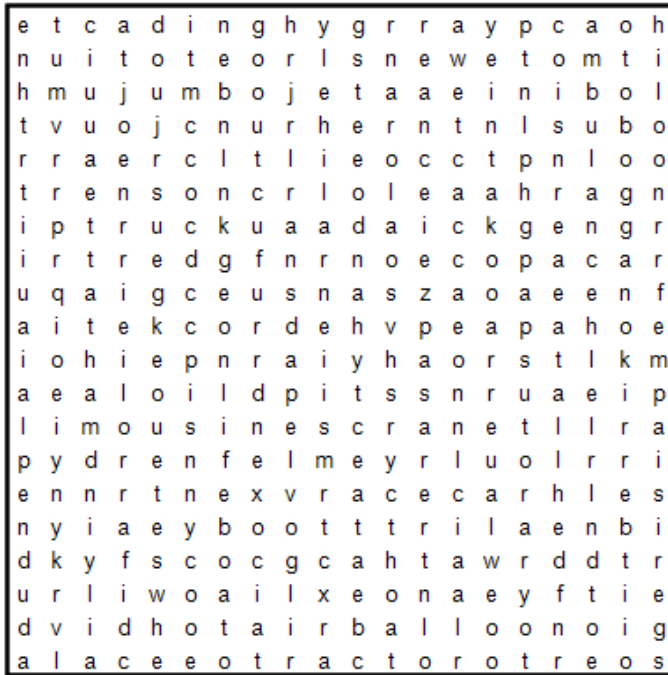 e t c a d i n g h y g r r a y p c a o h
n u i t o t e o r l s n e w e t o m t i
h m u j u m b o j e t a a e i n i b o l
t v u o j c n u r h e r n t n l s u b o
r r a e r c l t l i e o c c t p n l o o
t r e n s o n c r l o l e a a h r a g n
i p t r u c k u a a d a i c k g e n g r
i r t r e d g f n r n o e c o p a c a r
u q a i g c e u s n a s z a o a e e n f
a i t e k c o r d e h v p e a p a h o e
i o h i e p n r a i y h a o r s t l k m
a e a l o i l d p i t s s n r u a e i p
l i m o u s i n e s c r a n e t l l r a
p y d r e n f e l m e y r l u o l r r i
e n n r t n e x v r a c e c a r h l e s
n y i a e y b o o t t t r i l a e n b i
d k y f s c o c g c a h t a w r d d t r
u r l i w o a i l x e o n a e y f t i e
d v i d h o t a i r b a l l o o n o i g
a l a c e e o t r a c t o r o t r e o s